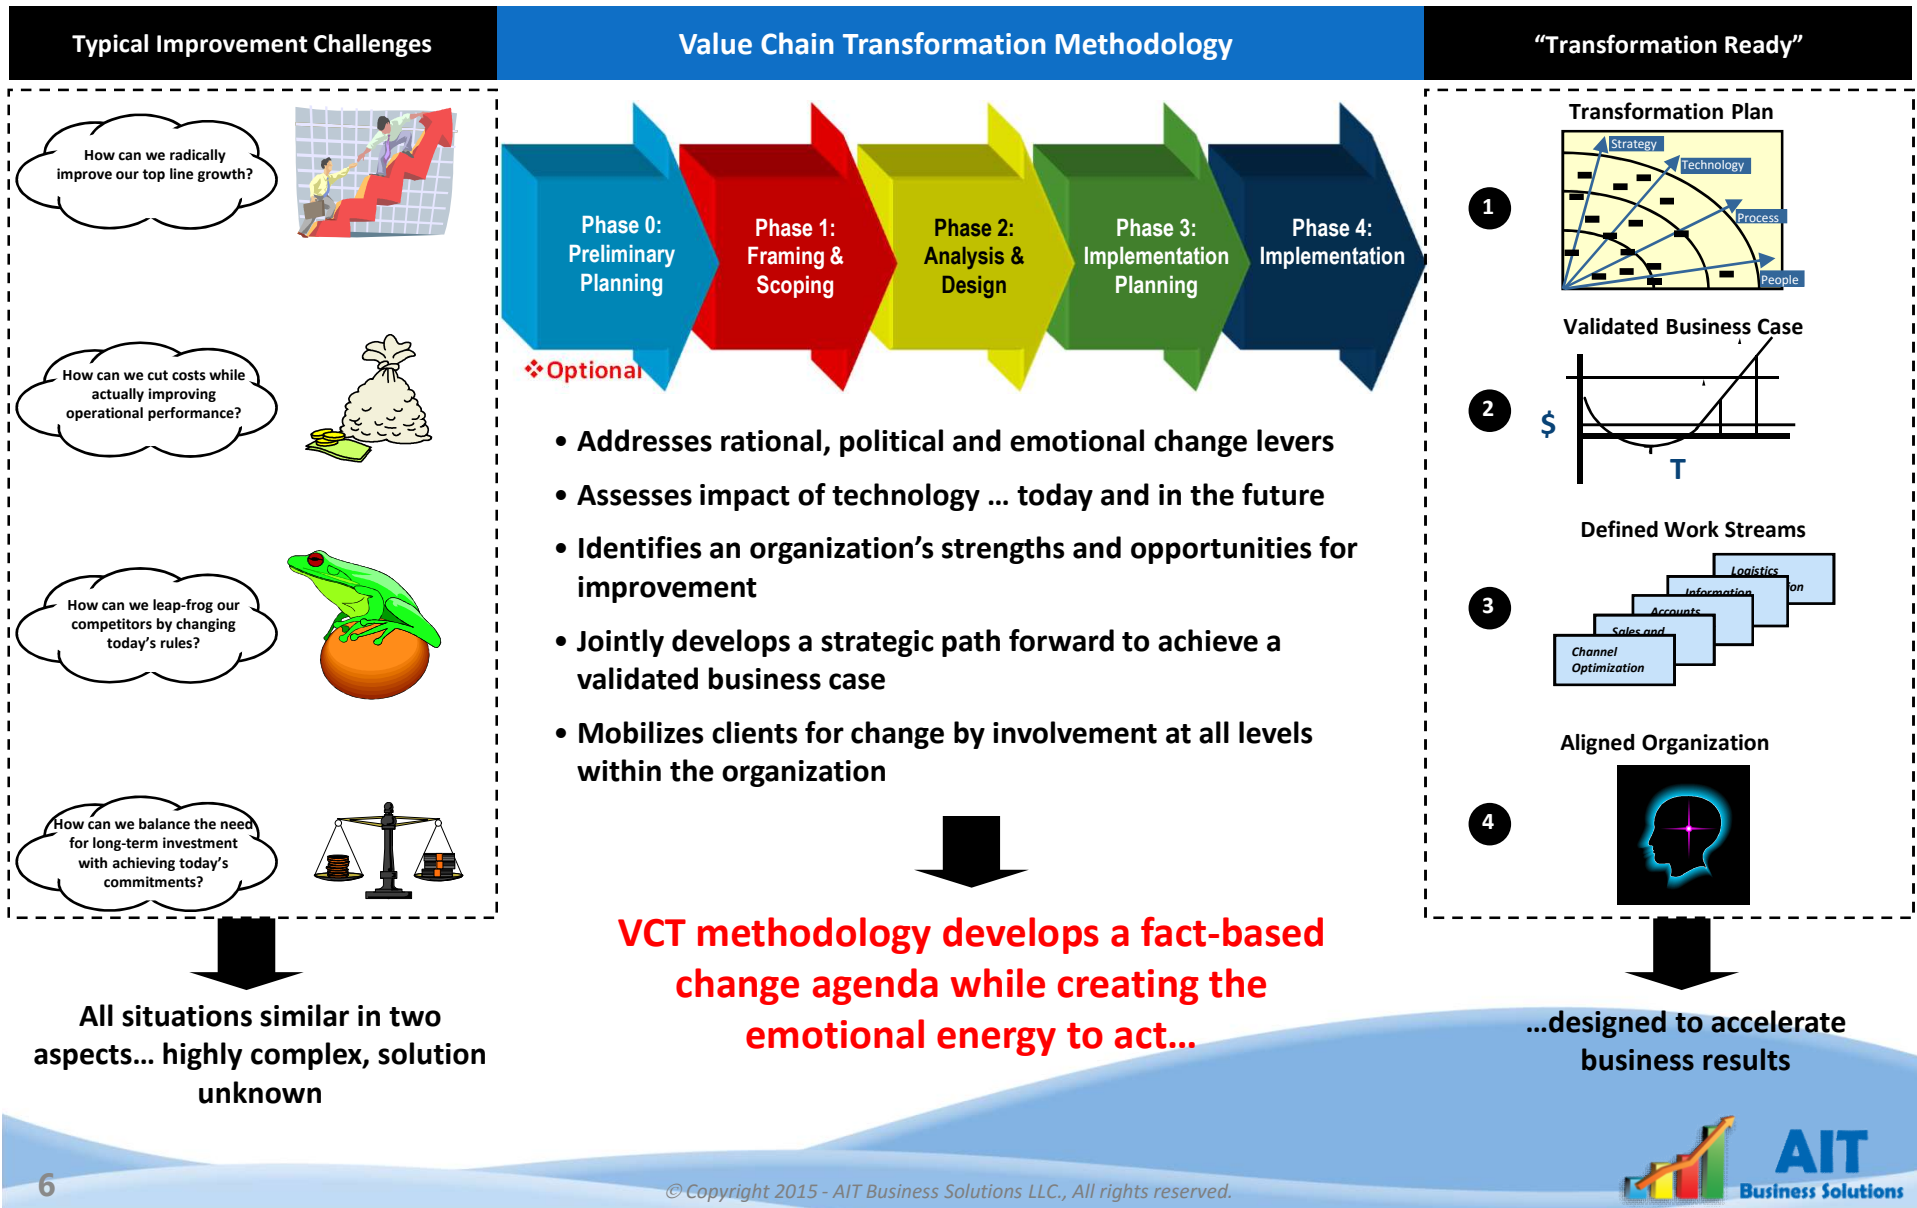 Typical Improvement Challenges
Value Chain Transformation Methodology
“Transformation Ready”
How can we radically
improve our top line growth?
How can we cut costs while
actually improving
operational performance?
How can we leap-frog our
competitors by changing
today’s rules?
How can we balance the need
for long-term investment
with achieving today’s
commitments?
All situations similar in two
aspects... highly complex, solution
unknown
Phase 0:
Preliminary
Planning
Phase 1:
Framing &
Scoping
Phase 2:
Analysis &
Design
Phase 3:
Implementation
Planning
Phase 4:
Implementation
❖Optional
• Addresses rational, political and emotional change levers
• Assesses impact of technology ... today and in the future
• Identifies an organization’s strengths and opportunities for
improvement
• Jointly develops a strategic path forward to achieve a
validated business case
• Mobilizes clients for change by involvement at all levels
within the organization
VCT methodology develops a fact-based
change agenda while creating the
emotional energy to act...
Transformation Plan
1
Strategy
Technology
Process
People
Validated Business Case
2
$
T
Defined Work Streams
3
Logistics
Information
Accounts
Sales and
Channel
Optimization
Aligned Organization
4
...designed to accelerate
business results
6
© Copyright 2015 - AIT Business Solutions LLC., All rights reserved.
AIT
Business Solutions